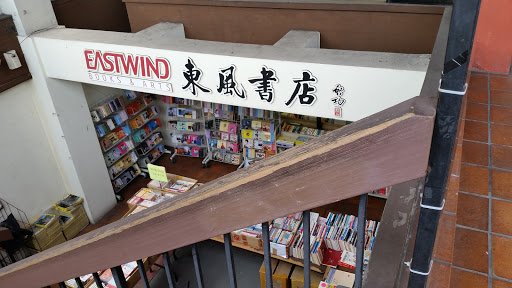 EASTWIND
BOOKS & ARTS
東風書店